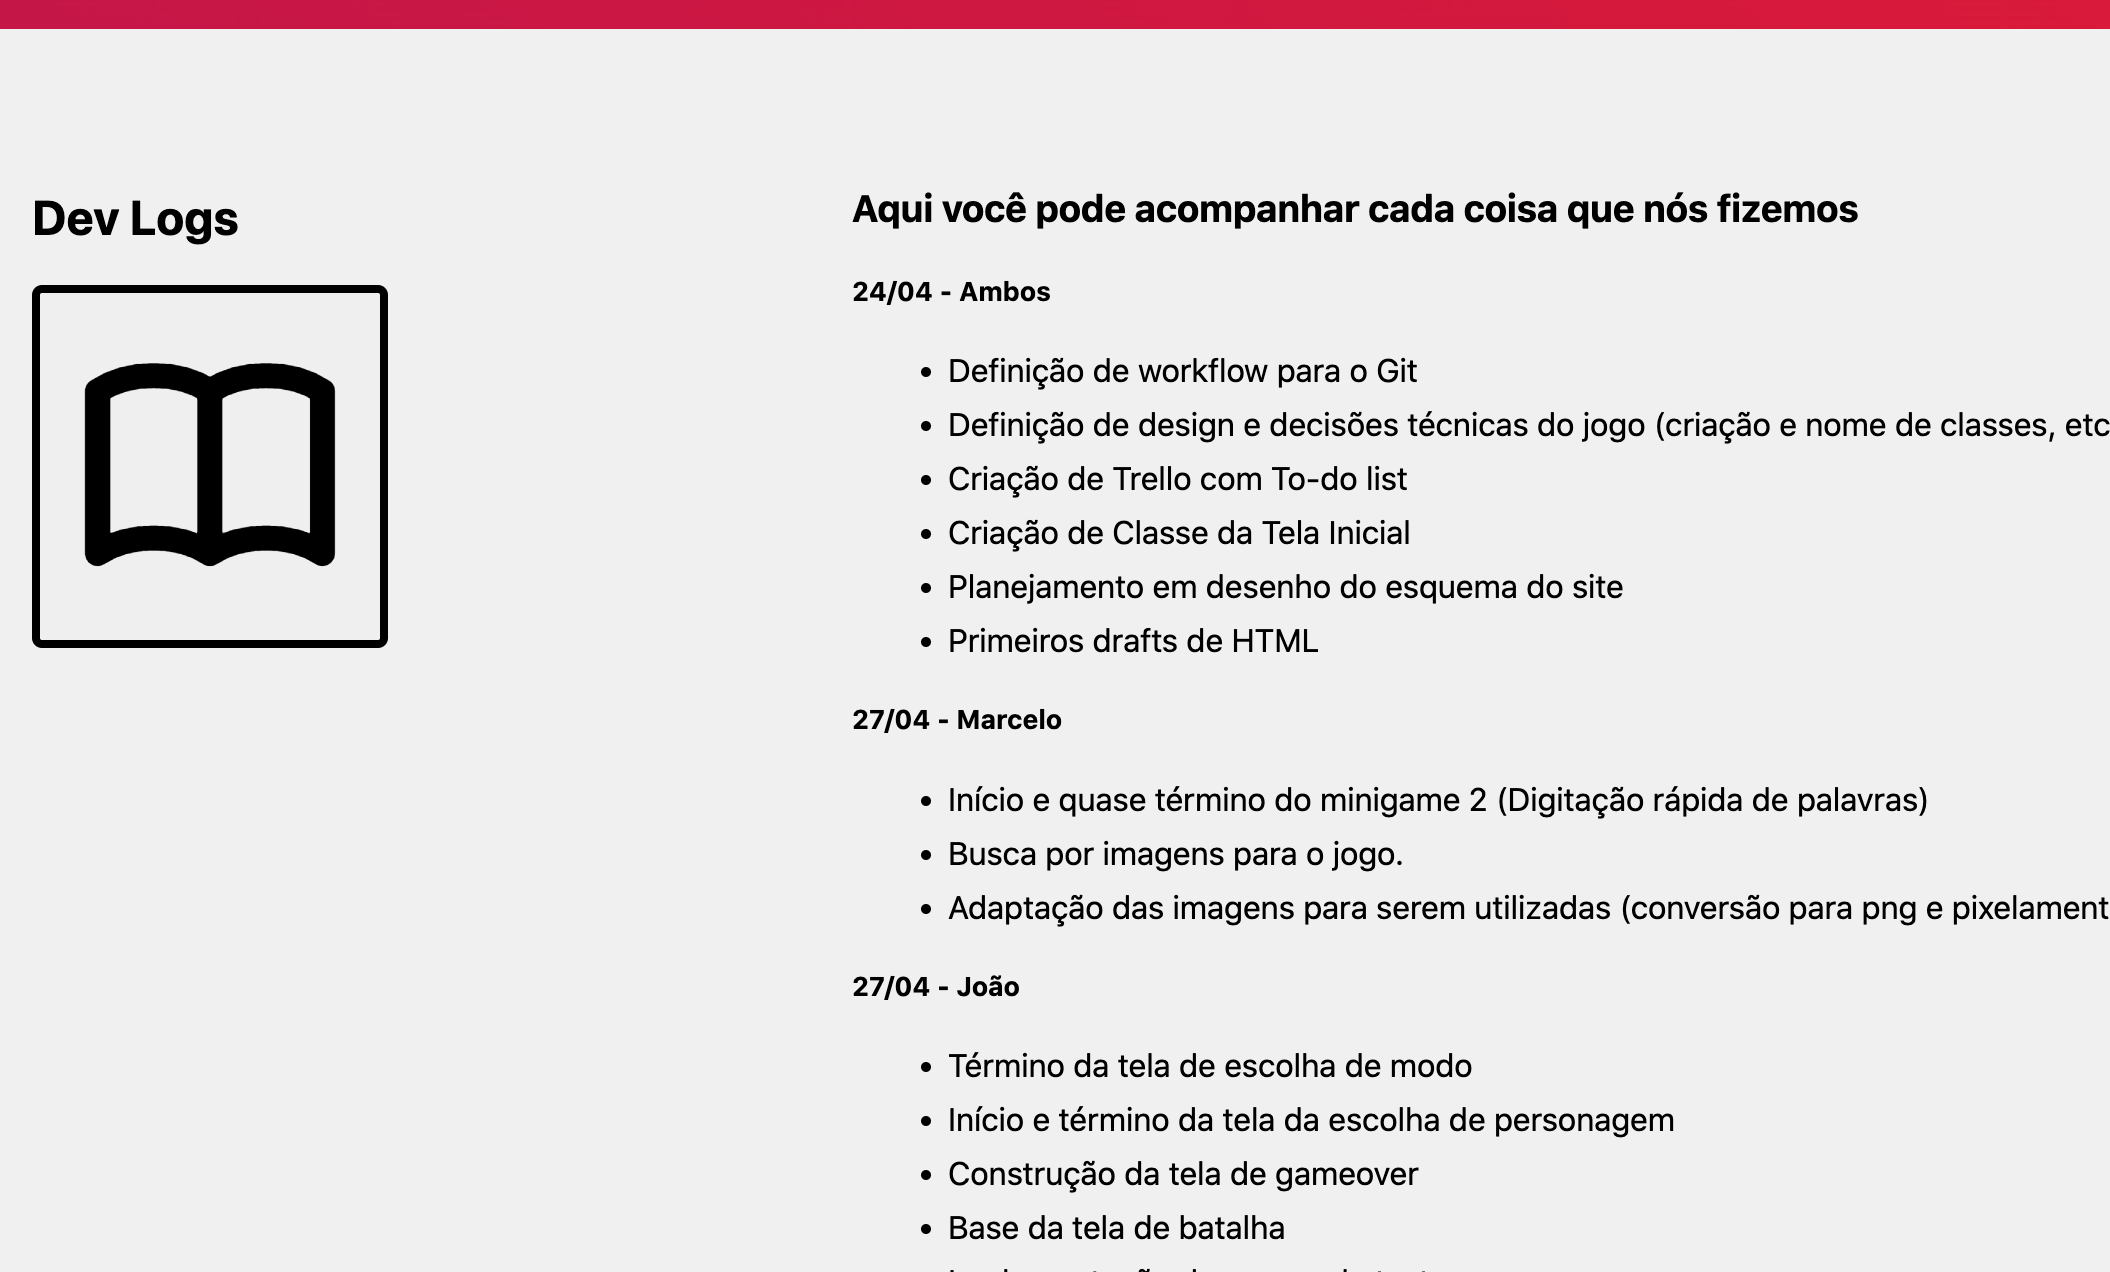 Dev Logs
Aqui você pode acompanhar cada coisa que nós fizemos
24/04 - Ambos
• Definição de workflow para o Git
• Definição de design e decisões técnicas do jogo (criação e nome de classes, etc
• Criação de Trello com To-do list
• Criação de Classe da Tela Inicial
• Planejamento em desenho do esquema do site
• Primeiros drafts de HTML
27/04 - Marcelo
• Início e quase término do minigame 2 (Digitação rápida de palavras)
• Busca por imagens para o jogo.
• Adaptação das imagens para serem utilizadas (conversão para png e pixelament
27/04 - João
• Término da tela de escolha de modo
• Início e término da tela da escolha de personagem
• Construção da tela de gameover
• Base da tela de batalha